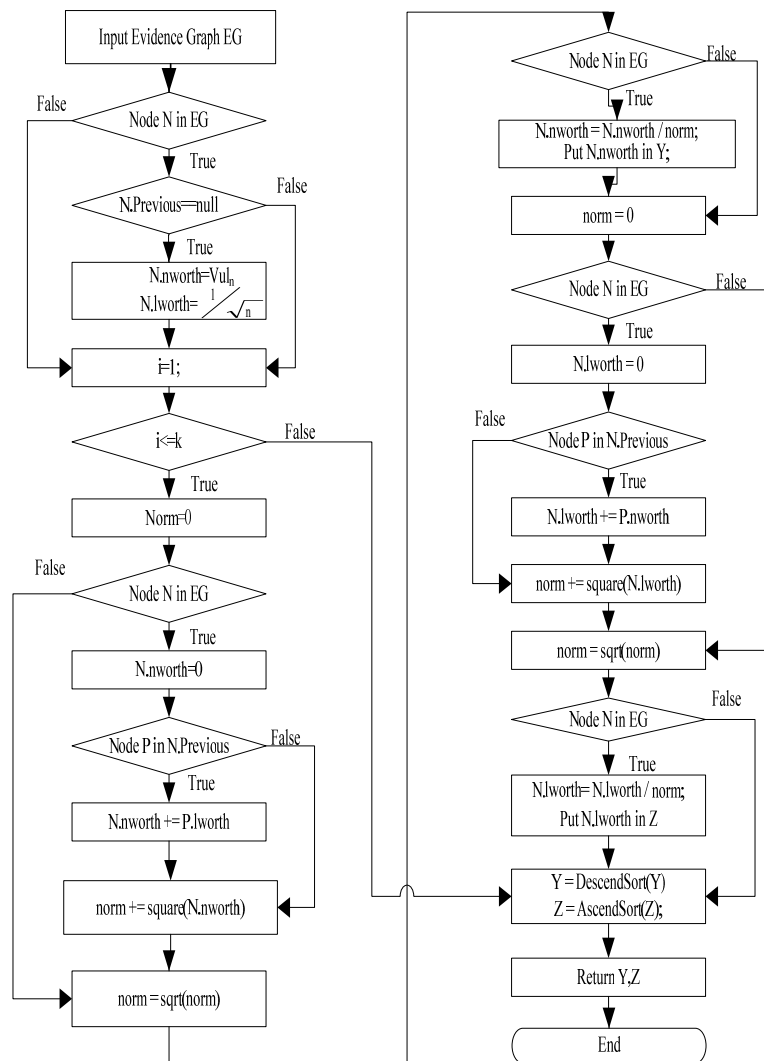 Input Evidence Graph EG
False
Node N in EG
True
False
N.Previous==null
True
N.nworth=Vuln
N.lworth= 1/√n
i=1;
i<=k
False
True
Norm=0
False
Node N in EG
True
N.nworth=0
Node P in N.Previous
False
True
N.nworth += P.lworth
norm += square(N.nworth)
norm = sqrt(norm)
Node N in EG
False
True
N.nworth = N.nworth / norm;
Put N.nworth in Y;
norm = 0
Node N in EG
False
True
N.lworth = 0
False
Node P in N.Previous
True
N.lworth += P.nworth
norm += square(N.lworth)
norm = sqrt(norm)
False
Node N in EG
True
N.lworth= N.lworth / norm;
Put N.lworth in Z
Y = DescendSort(Y)
Z = AscendSort(Z);
Return Y,Z
End